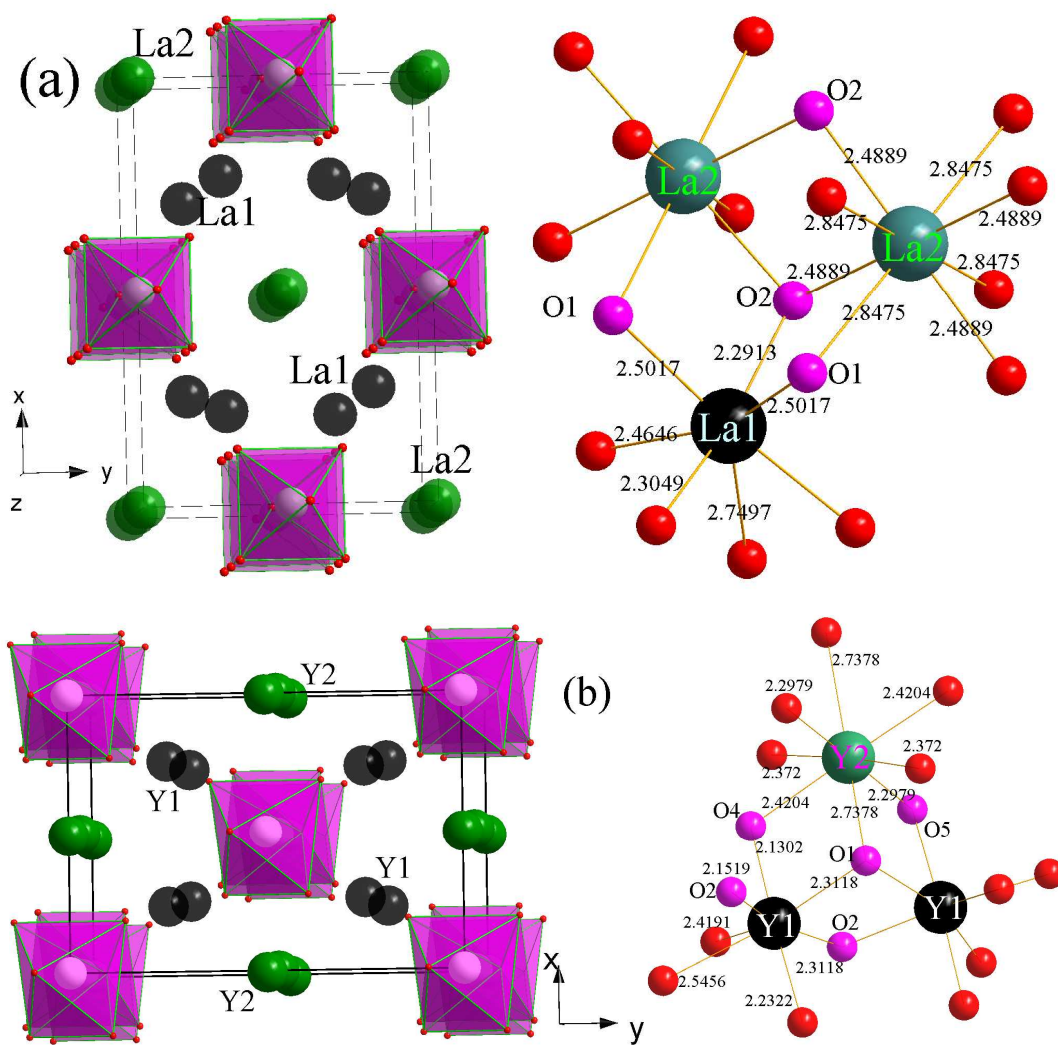 (a)
La2
La1
La1
La2
x
y
z
O2
La2
2.4889
2.8475
2.8475
2.4889
La2
2.4889
2.8475
O1
O2
2.8475
2.4889
2.5017
2.2913
O1
2.5017
La1
2.4646
2.3049
2.7497
(b)
Y2
Y1
Y1
Y2
x
y
2.7378
2.2979
2.4204
Y2
2.372
2.372
2.4204
2.2979
2.7378
O4
O5
2.1302
O1
2.1519
2.3118
O2
Y1
O2
Y1
2.4191
2.3118
2.5456
2.2322